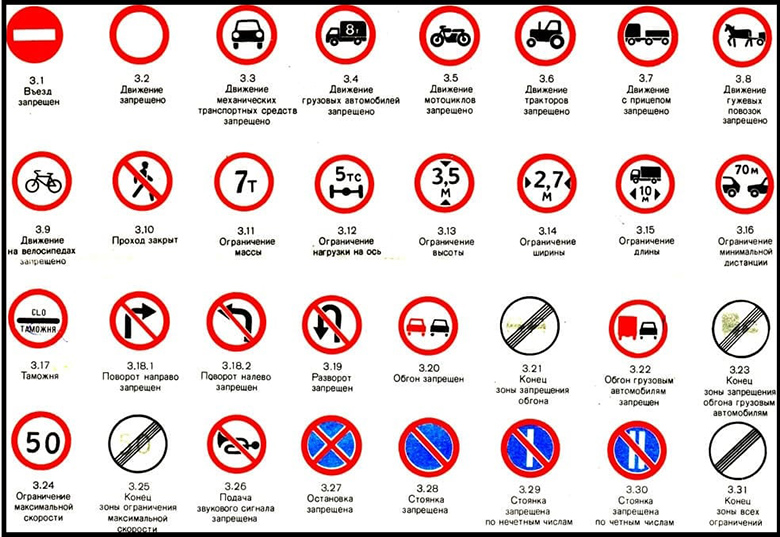 8т
3.1
Въезд
запрещен
3.2
Движение
запрещено
3.3
Движение
механических
транспортных средств
запрещено
3.4
Движение
грузовых автомобилей
запрещено
3.5
Движение
мотоциклов
запрещено
3.6
Движение
тракторов
запрещено
3.7
Движение
с прицепом
запрещено
3.8
Движение
гужевых
повозок
запрещено
7т
5тс
3,5
м
2,7
м
10
м
70м
3.9
Движение
на велосипедах
запрещено
3.10
Проход закрыт
3.11
Ограничение
массы
3.12
Ограничение
нагрузки на ось
3.13
Ограничение
высоты
3.14
Ограничение
ширины
3.15
Ограничение
длины
3.16
Ограничение
минимальной
дистанции
CLO
ТАМОЖНЯ
3.17
Таможня
3.18.1
Поворот направо
запрещен
3.18.2
Поворот налево
запрещен
3.19
Разворот
запрещен
3.20
Обгон запрещен
3.21
Конец
зоны запрещения
обгона
3.22
Обгон грузовым
автомобилям
запрещен
3.23
Конец
зоны запрещения
обгона грузовым
автомобилям
50
3.24
Ограничение
максимальной
скорости
3.25
Конец
зоны ограничения
максимальной
скорости
3.26
Подача
звукового сигнала
запрещена
3.27
Остановка
запрещена
3.28
Стоянка
запрещена
3.29
Стоянка
запрещена
по нечетным числам
3.30
Стоянка
запрещена
по четным числам
3.31
Конец
зоны всех
ограничений